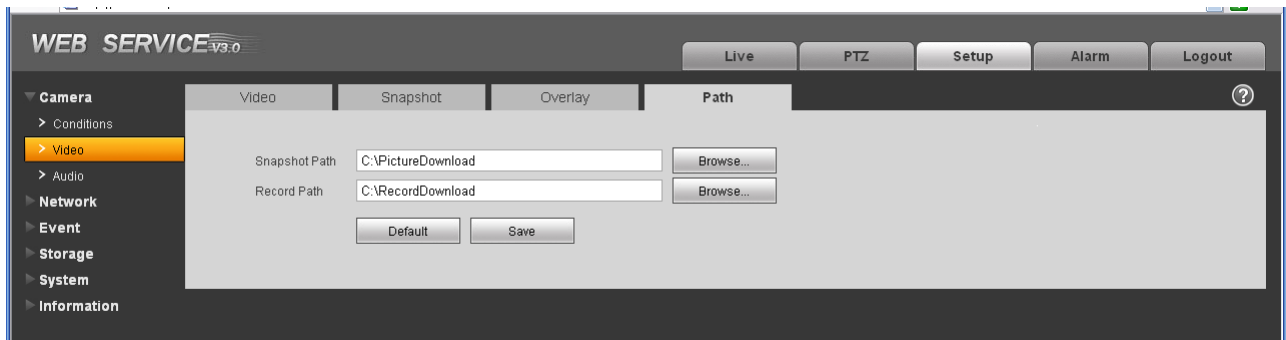 WEB SERVICE V3.0
Live PTZ Setup Alarm Logout
Camera
Video Snapshot Overlay Path ?
> Conditions
> Video
> Audio
Network
Event
Storage
System
Information
Snapshot Path C:\PictureDownload Browse...
Record Path C:\RecordDownload Browse...
Default Save